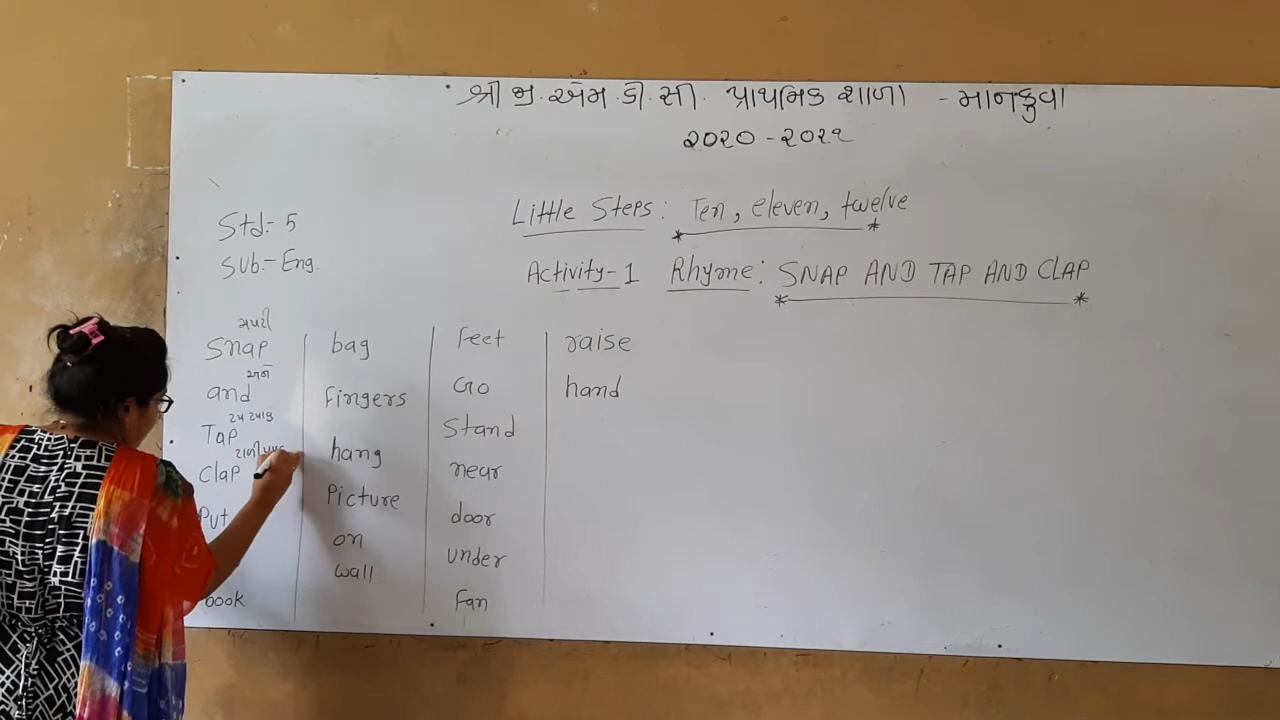 શ્રી જી.એમ.ડી.સી. પ્રાથમિક શાળા - માનકુવા
૨૦૨૦ - ૨૦૨૧
Std:- 5
Sub:- Eng.
Little Steps: Ten, eleven, twelve
Activity-1 Rhyme: SNAP AND TAP AND CLAP
ચપટી
Snap
અને
and
Tap
Clap
Put
book
bag
Fingers
hang
Picture
on
wall
Feet
Go
Stand
near
door
under
Fan
raise
hand